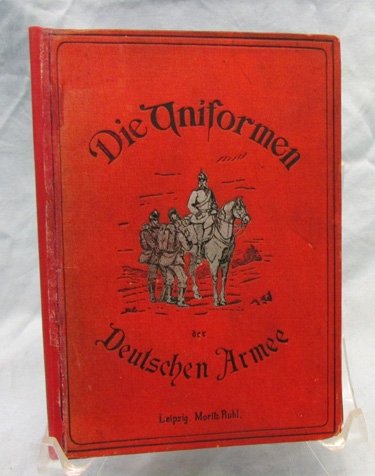 Die Uniformen
der
Deutschen Armee
Leipzig. Moritz Ruhl.